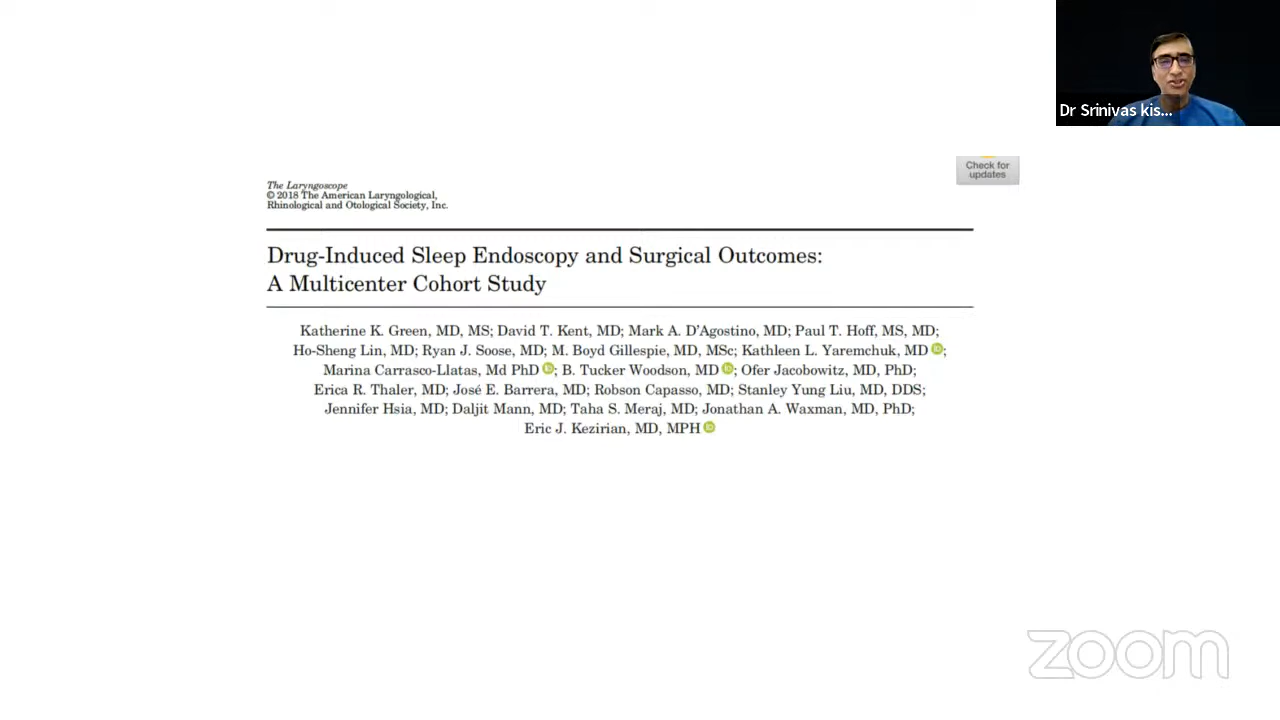 Dr Srinivas kis...
Check for
updates
The Laryngoscope
© 2018 The American Laryngological,
Rhinological and Otological Society, Inc.
Drug-Induced Sleep Endoscopy and Surgical Outcomes:
A Multicenter Cohort Study
Katherine K. Green, MD, MS; David T. Kent, MD; Mark A. D'Agostino, MD; Paul T. Hoff, MS, MD;
Ho-Sheng Lin, MD; Ryan J. Soose, MD; M. Boyd Gillespie, MD, MSc; Kathleen L. Yaremchuk, MD iD;
Marina Carrasco-Llatas, Md PhD iD; B. Tucker Woodson, MD iD; Ofer Jacobowitz, MD, PhD;
Erica R. Thaler, MD; José E. Barrera, MD; Robson Capasso, MD; Stanley Yung Liu, MD, DDS;
Jennifer Hsia, MD; Daljit Mann, MD; Taha S. Meraj, MD; Jonathan A. Waxman, MD, PhD;
Eric J. Kezirian, MD, MPH iD
zoom